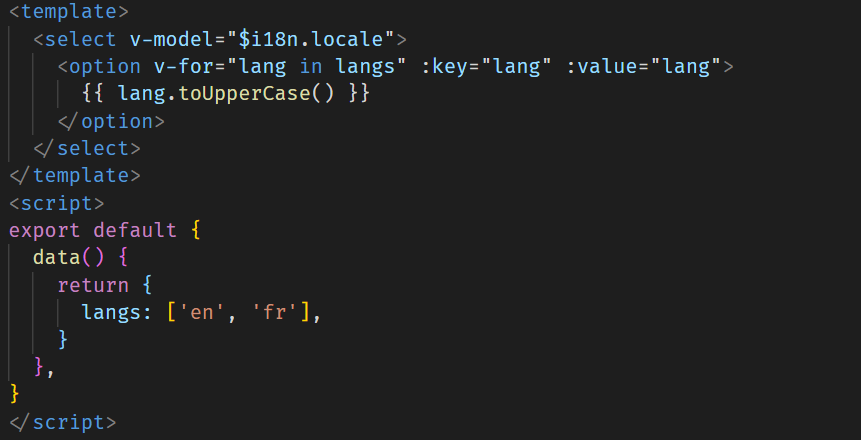 <template>
  <select v-model="$i18n.locale">
    <option v-for="lang in langs" :key="lang" :value="lang">
      {{ lang.toUpperCase() }}
    </option>
  </select>
</template>
<script>
export default {
  data() {
    return {
      langs: ['en', 'fr'],
    }
  },
}
</script>